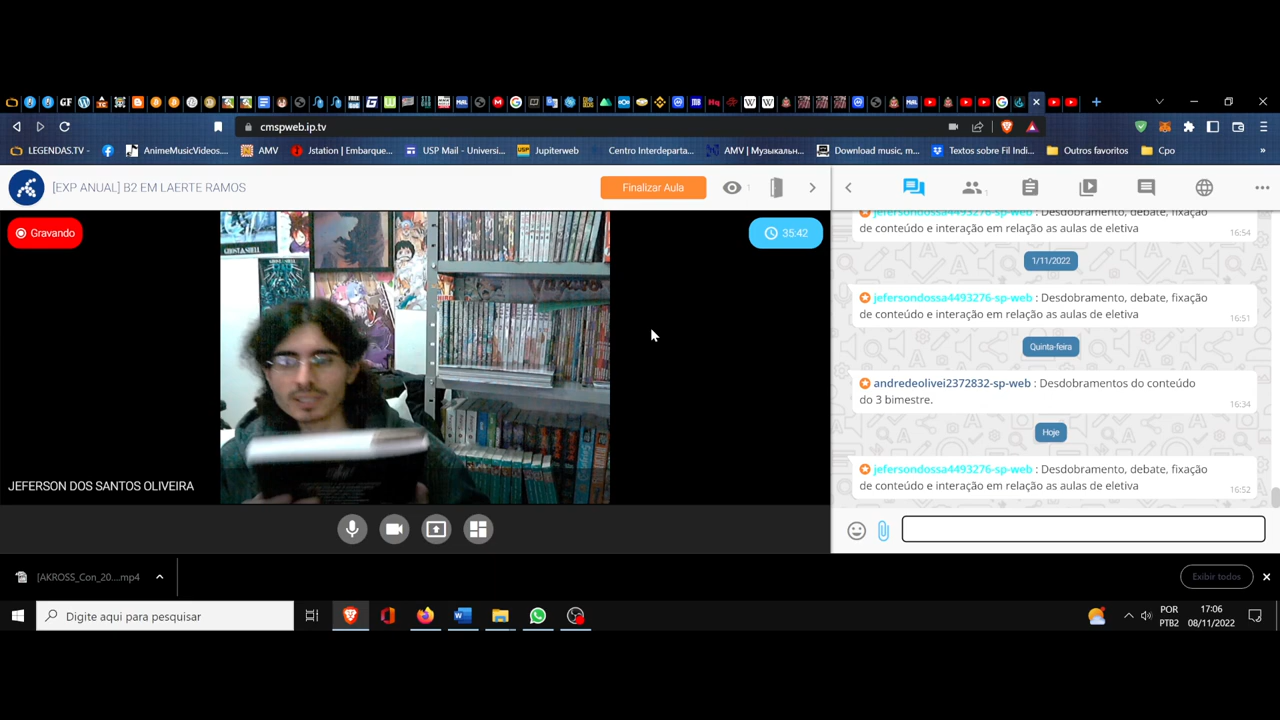 cmspweb.ip.tv
LEGENDAS.TV -
AnimeMusicVideos...
AMV
Jstation | Embarque...
USP Mail - Universi...
Jupiterweb
Centro Interdeparta...
AMV | Музыкальн...
Download music, m...
Textos sobre Fil Indi...
Outros favoritos
Cpo
»
[EXP ANUAL] B2 EM LAERTE RAMOS
Finalizar Aula
1
1
Gravando
35:42
JEFERSON DOS SANTOS OLIVEIRA
jefersondossa4493276-sp-web : Desdobramento, debate, fixação
de conteúdo e interação em relação as aulas de eletiva
16:54
1/11/2022
jefersondossa4493276-sp-web : Desdobramento, debate, fixação
de conteúdo e interação em relação as aulas de eletiva
16:51
Quinta-feira
andredeolivei2372832-sp-web : Desdobramentos do conteúdo
do 3 bimestre.
16:34
Hoje
jefersondossa4493276-sp-web : Desdobramento, debate, fixação
de conteúdo e interação em relação as aulas de eletiva
16:52
[AKROSS_Con_20....mp4
Exibir todos
Digite aqui para pesquisar
POR
PTB2
17:06
08/11/2022